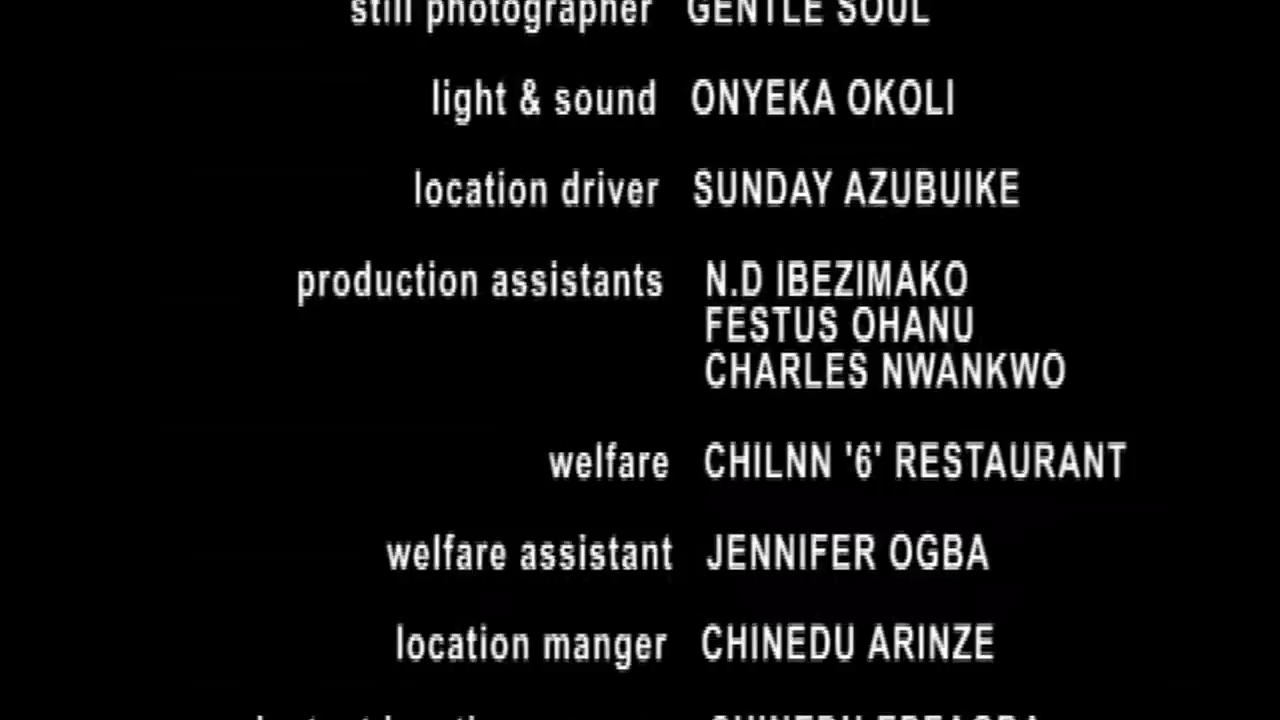 still photographer GENTLE SOUL
light & sound ONYEKA OKOLI
location driver SUNDAY AZUBUIKE
production assistants N.D IBEZIMAKO
FESTUS OHANU
CHARLES NWANKWO
welfare CHILNN '6' RESTAURANT
welfare assistant JENNIFER OGBA
location manger CHINEDU ARINZE